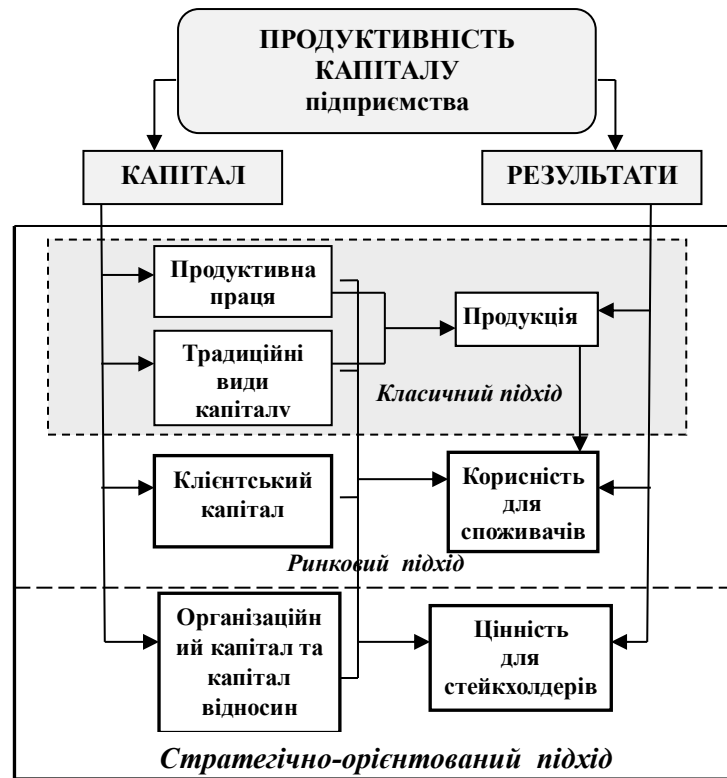 ПРОДУКТИВНІСТЬ
КАПІТАЛУ
підприємства
КАПІТАЛ
РЕЗУЛЬТАТИ
Продуктивна
праця
Продукція
Традиційні
види
капіталу
Класичний підхід
Клієнтський
капітал
Корисність
для
споживачів
Ринковий підхід
Організаційн
ий капітал та
капітал
відносин
Цінність
для
стейкхолдерів
Стратегічно-орієнтований підхід